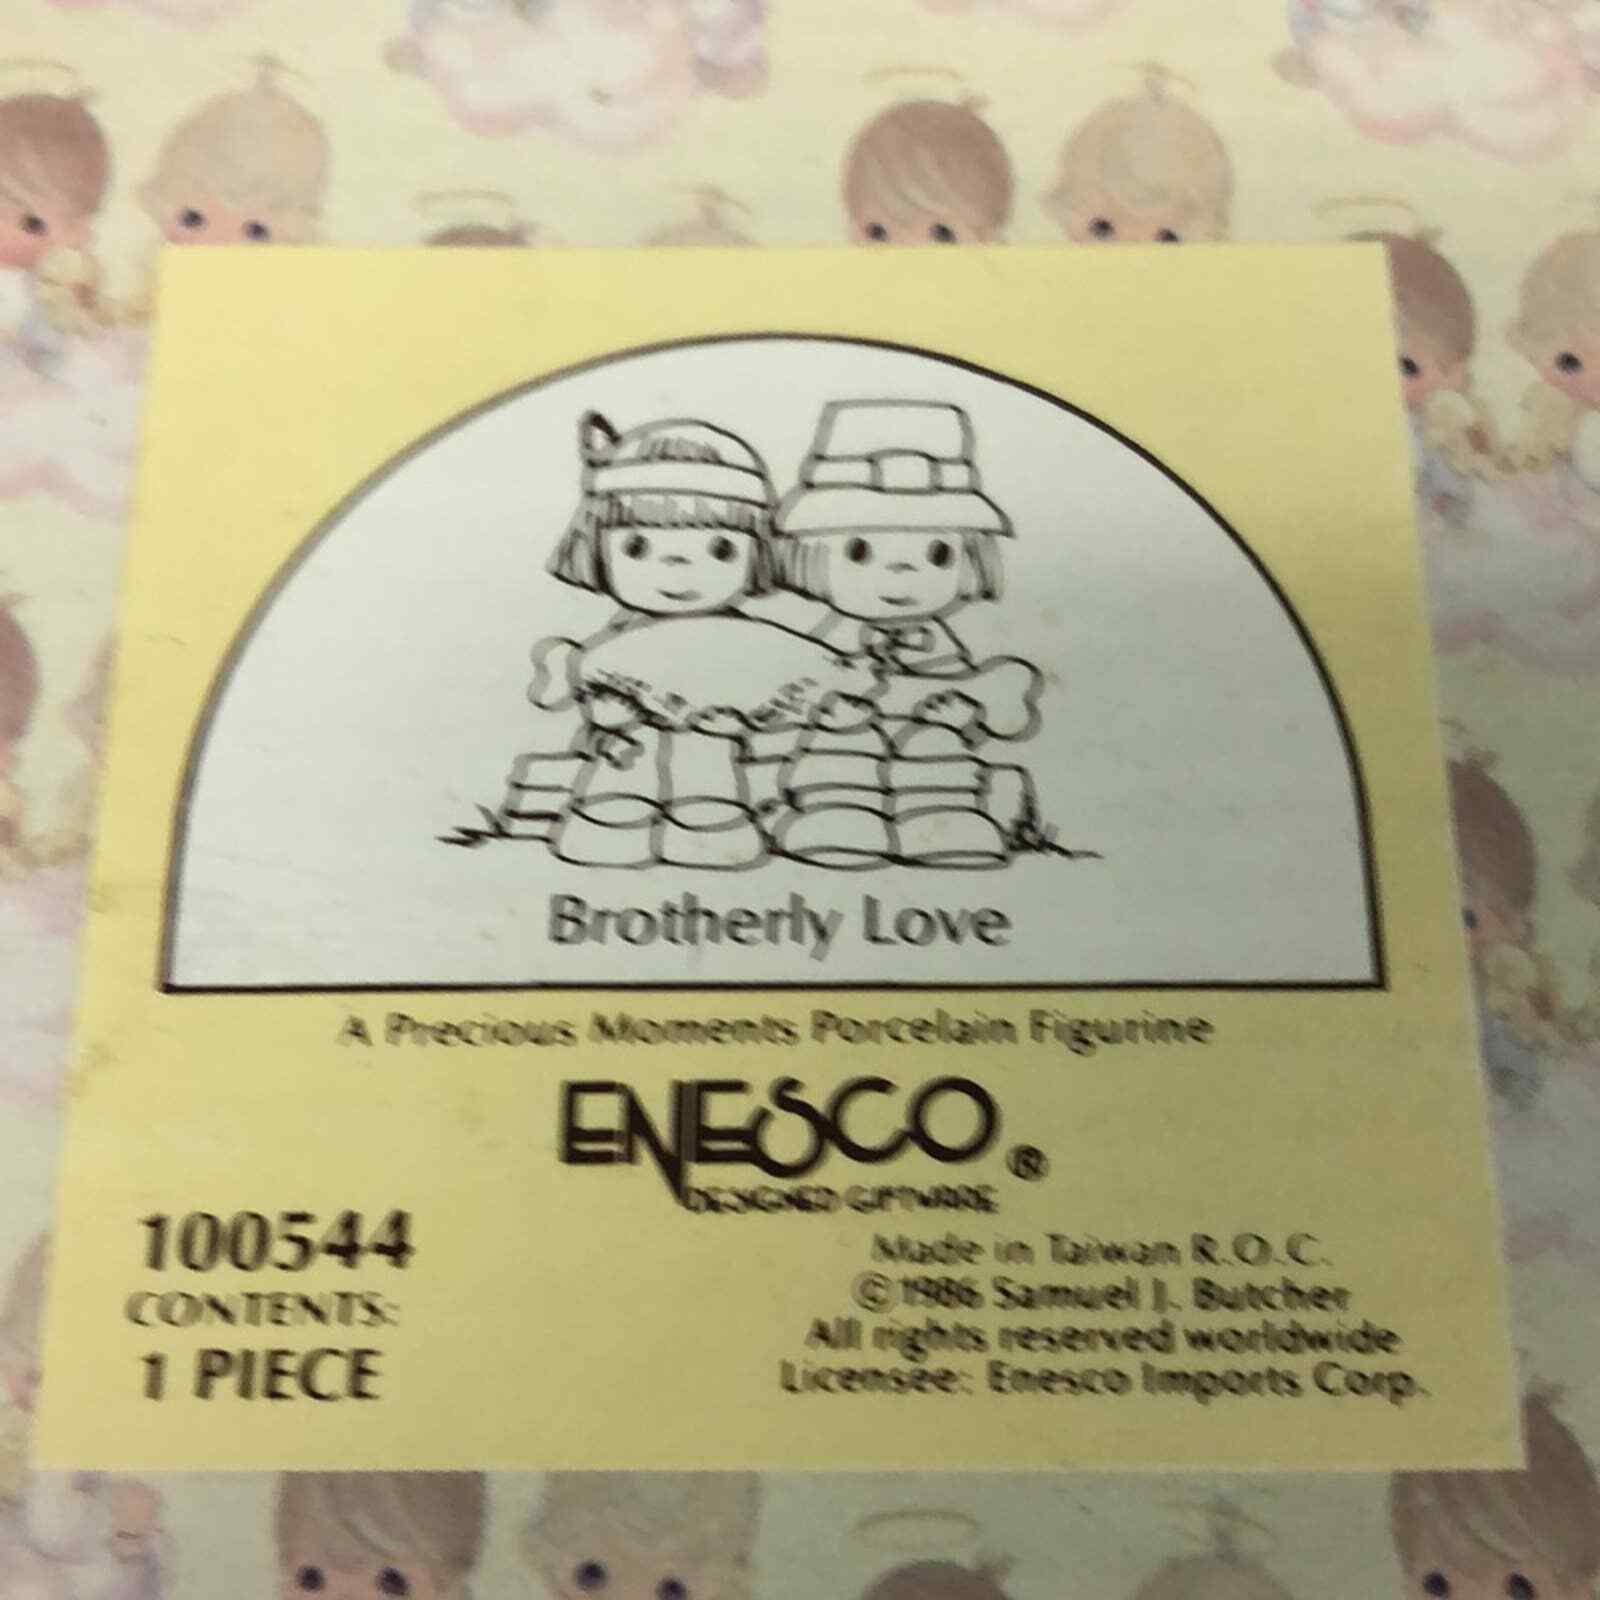 Brotherly Love
A Precious Moments Porcelain Figurine
ENESCO ®
DESIGNED GIFTWARE
100544
CONTENTS:
1 PIECE
Made in Taiwan R.O.C.
© 1986 Samuel J. Butcher
All rights reserved worldwide
Licensee: Enesco Imports Corp.